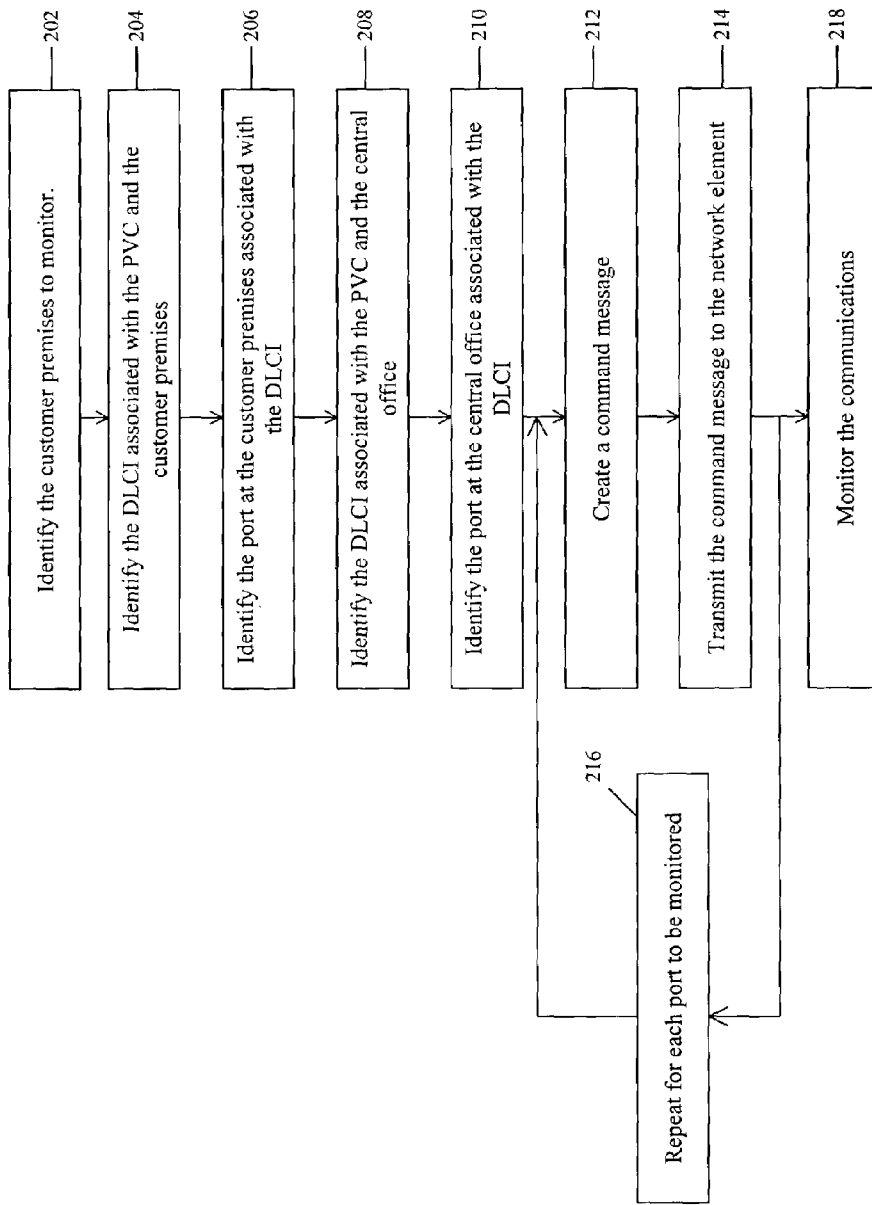 Identify the customer premises to monitor.
202
Identify the DLCI associated with the PVC and the
customer premises
204
Identify the port at the customer premises associated with
the DLCI
206
Identify the DLCI associated with the PVC and the central
office
208
Identify the port at the central office associated with the
DLCI
210
Create a command message
212
Transmit the command message to the network element
214
216
Repeat for each port to be monitored
Monitor the communications
218